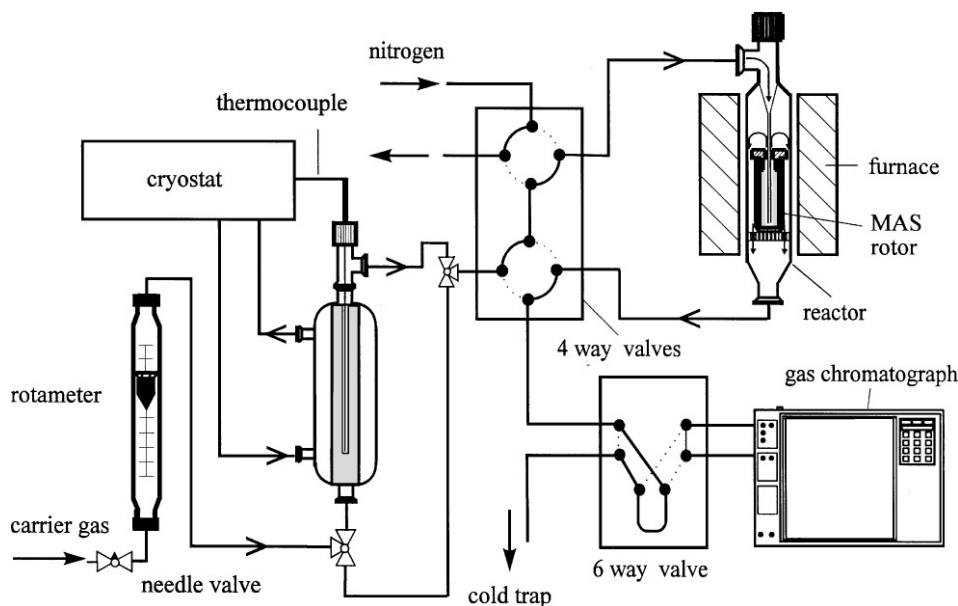 nitrogen
thermocouple
cryostat
furnace
MAS
rotor
reactor
4 way valves
rotameter
gas chromatograph
carrier gas
needle valve
cold trap
6 way valve